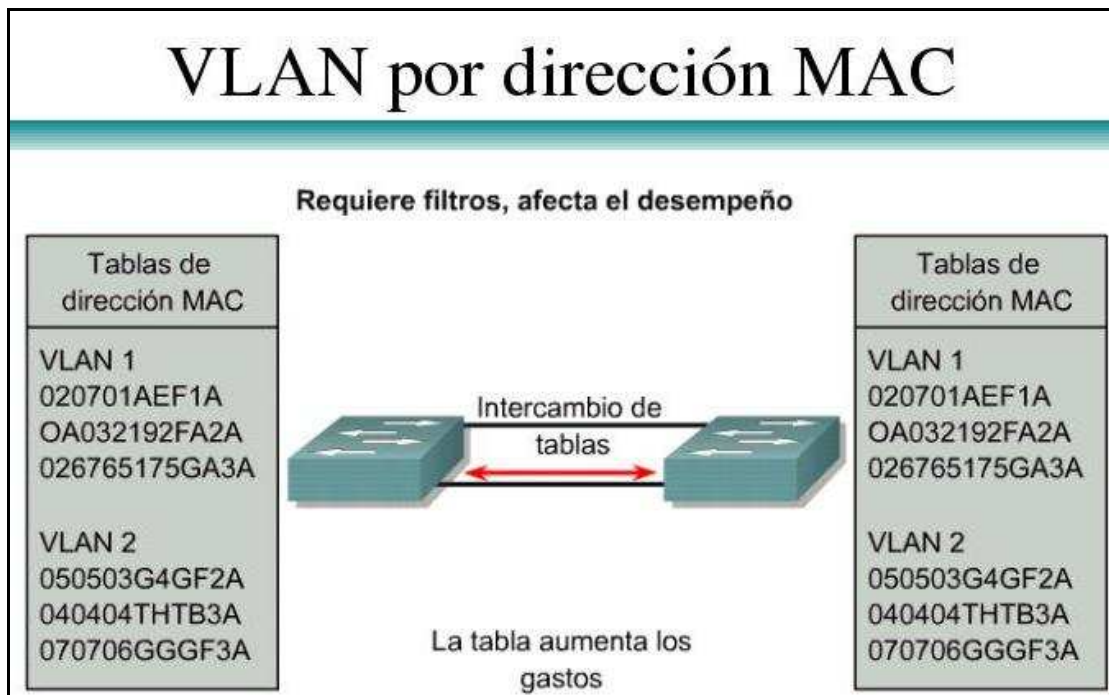 VLAN por dirección MAC
Requiere filtros, afecta el desempeño
Tablas de
dirección MAC
VLAN 1
020701AEF1A
OA032192FA2A
026765175GA3A
VLAN 2
050503G4GF2A
040404THTB3A
070706GGGF3A
Intercambio de
tablas
La tabla aumenta los
gastos
Tablas de
dirección MAC
VLAN 1
020701AEF1A
OA032192FA2A
026765175GA3A
VLAN 2
050503G4GF2A
040404THTB3A
070706GGGF3A